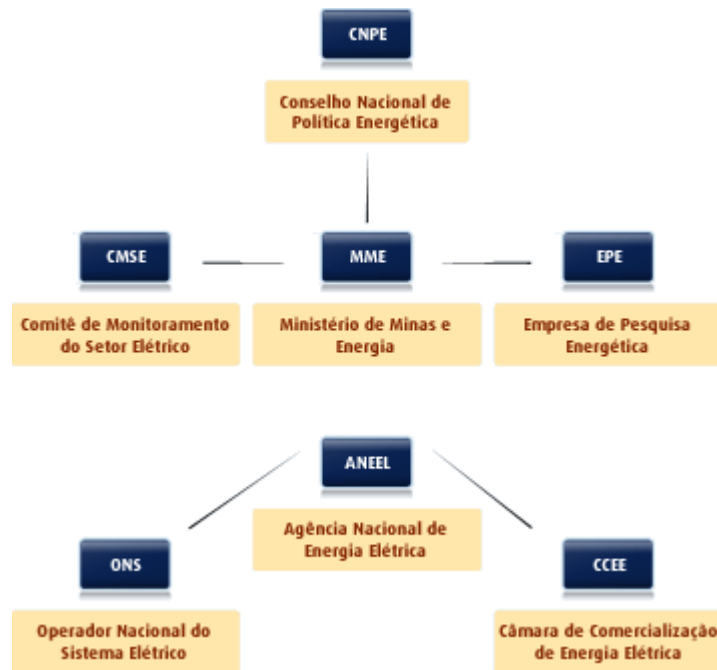 CNPE
Conselho Nacional de
Política Energética
CMSE
MME
EPE
Comitê de Monitoramento
do Setor Elétrico
Ministério de Minas e
Energia
Empresa de Pesquisa
Energética
ANEEL
Agência Nacional de
Energia Elétrica
ONS
CCEE
Operador Nacional do
Sistema Elétrico
Câmara de Comercialização
de Energia Elétrica